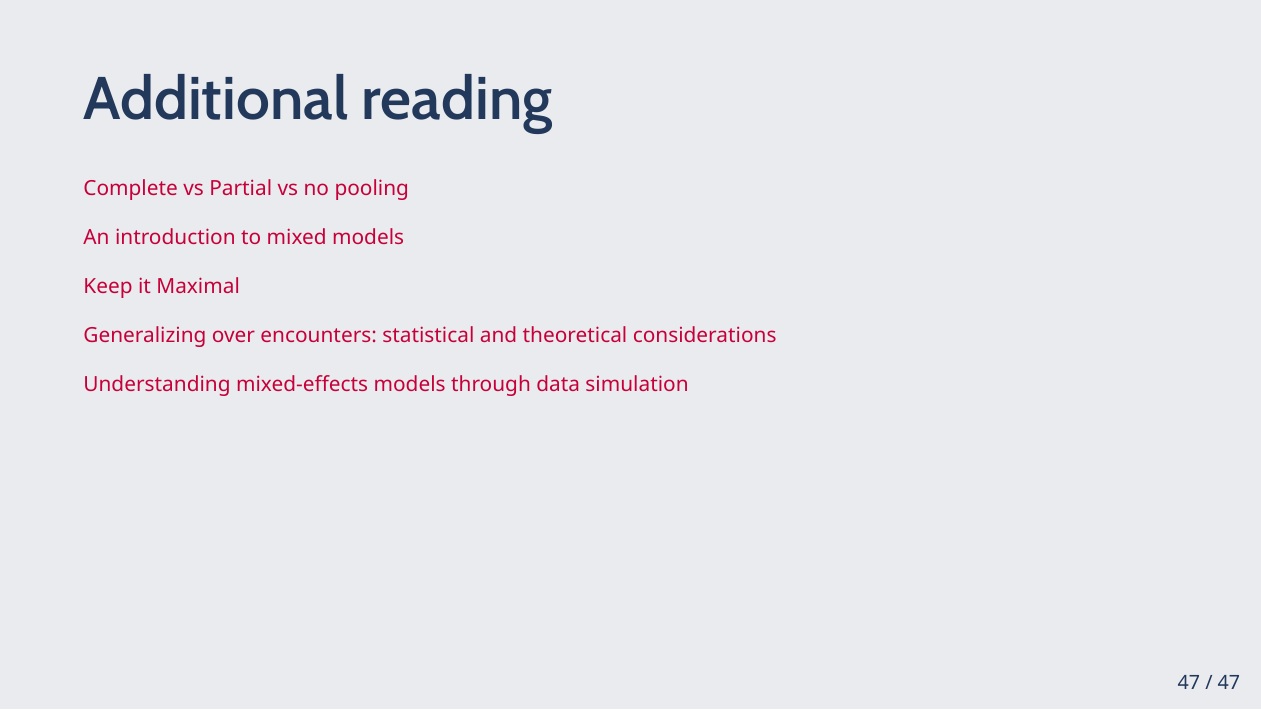 Additional reading
Complete vs Partial vs no pooling
An introduction to mixed models
Keep it Maximal
Generalizing over encounters: statistical and theoretical considerations
Understanding mixed-effects models through data simulation
47 / 47